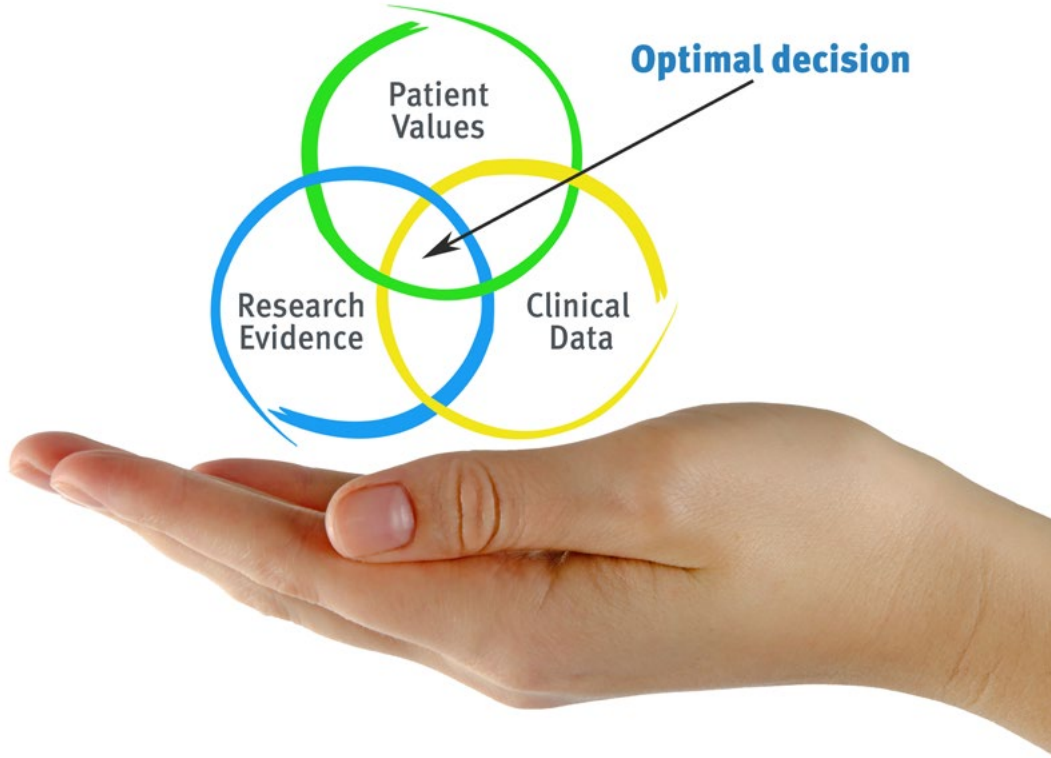 Optimal decision
Patient
Values
Research
Evidence
Clinical
Data